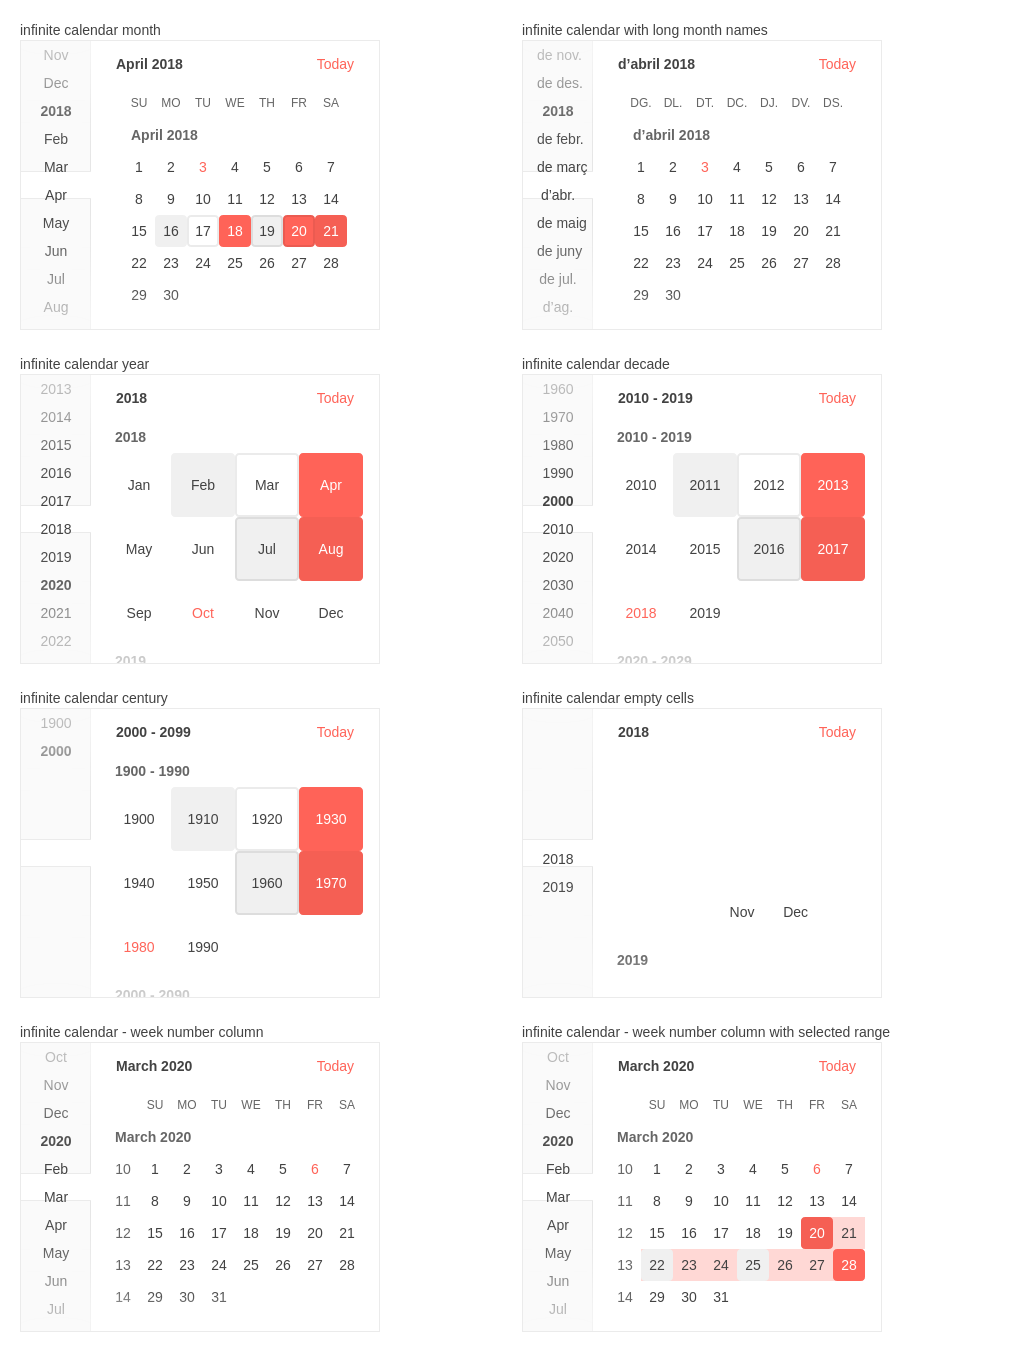 infinite calendar month
Nov
Dec
2018
Feb
Mar
Apr
May
Jun
Jul
Aug
April 2018 Today
SU MO TU WE TH FR SA
April 2018
1 2 3 4 5 6 7
8 9 10 11 12 13 14
15 16 17 18 19 20 21
22 23 24 25 26 27 28
29 30
infinite calendar with long month names
de nov.
de des.
2018
de febr.
de març
d’abr.
de maig
de juny
de jul.
d’ag.
d’abril 2018 Today
DG. DL. DT. DC. DJ. DV. DS.
d’abril 2018
1 2 3 4 5 6 7
8 9 10 11 12 13 14
15 16 17 18 19 20 21
22 23 24 25 26 27 28
29 30
infinite calendar year
2013
2014
2015
2016
2017
2018
2019
2020
2021
2022
2018 Today
2018
Jan Feb Mar Apr
May Jun Jul Aug
Sep Oct Nov Dec
2019
infinite calendar decade
1960
1970
1980
1990
2000
2010
2020
2030
2040
2050
2010 - 2019 Today
2010 - 2019
2010 2011 2012 2013
2014 2015 2016 2017
2018 2019
2020 - 2029
infinite calendar century
1900
2000
2000 - 2099 Today
1900 - 1990
1900 1910 1920 1930
1940 1950 1960 1970
1980 1990
2000 - 2090
infinite calendar empty cells
2018
2019
2018 Today
Nov Dec
2019
infinite calendar - week number column
Oct
Nov
Dec
2020
Feb
Mar
Apr
May
Jun
Jul
March 2020 Today
SU MO TU WE TH FR SA
March 2020
10 1 2 3 4 5 6 7
11 8 9 10 11 12 13 14
12 15 16 17 18 19 20 21
13 22 23 24 25 26 27 28
14 29 30 31
infinite calendar - week number column with selected range
Oct
Nov
Dec
2020
Feb
Mar
Apr
May
Jun
Jul
March 2020 Today
SU MO TU WE TH FR SA
March 2020
10 1 2 3 4 5 6 7
11 8 9 10 11 12 13 14
12 15 16 17 18 19 20 21
13 22 23 24 25 26 27 28
14 29 30 31